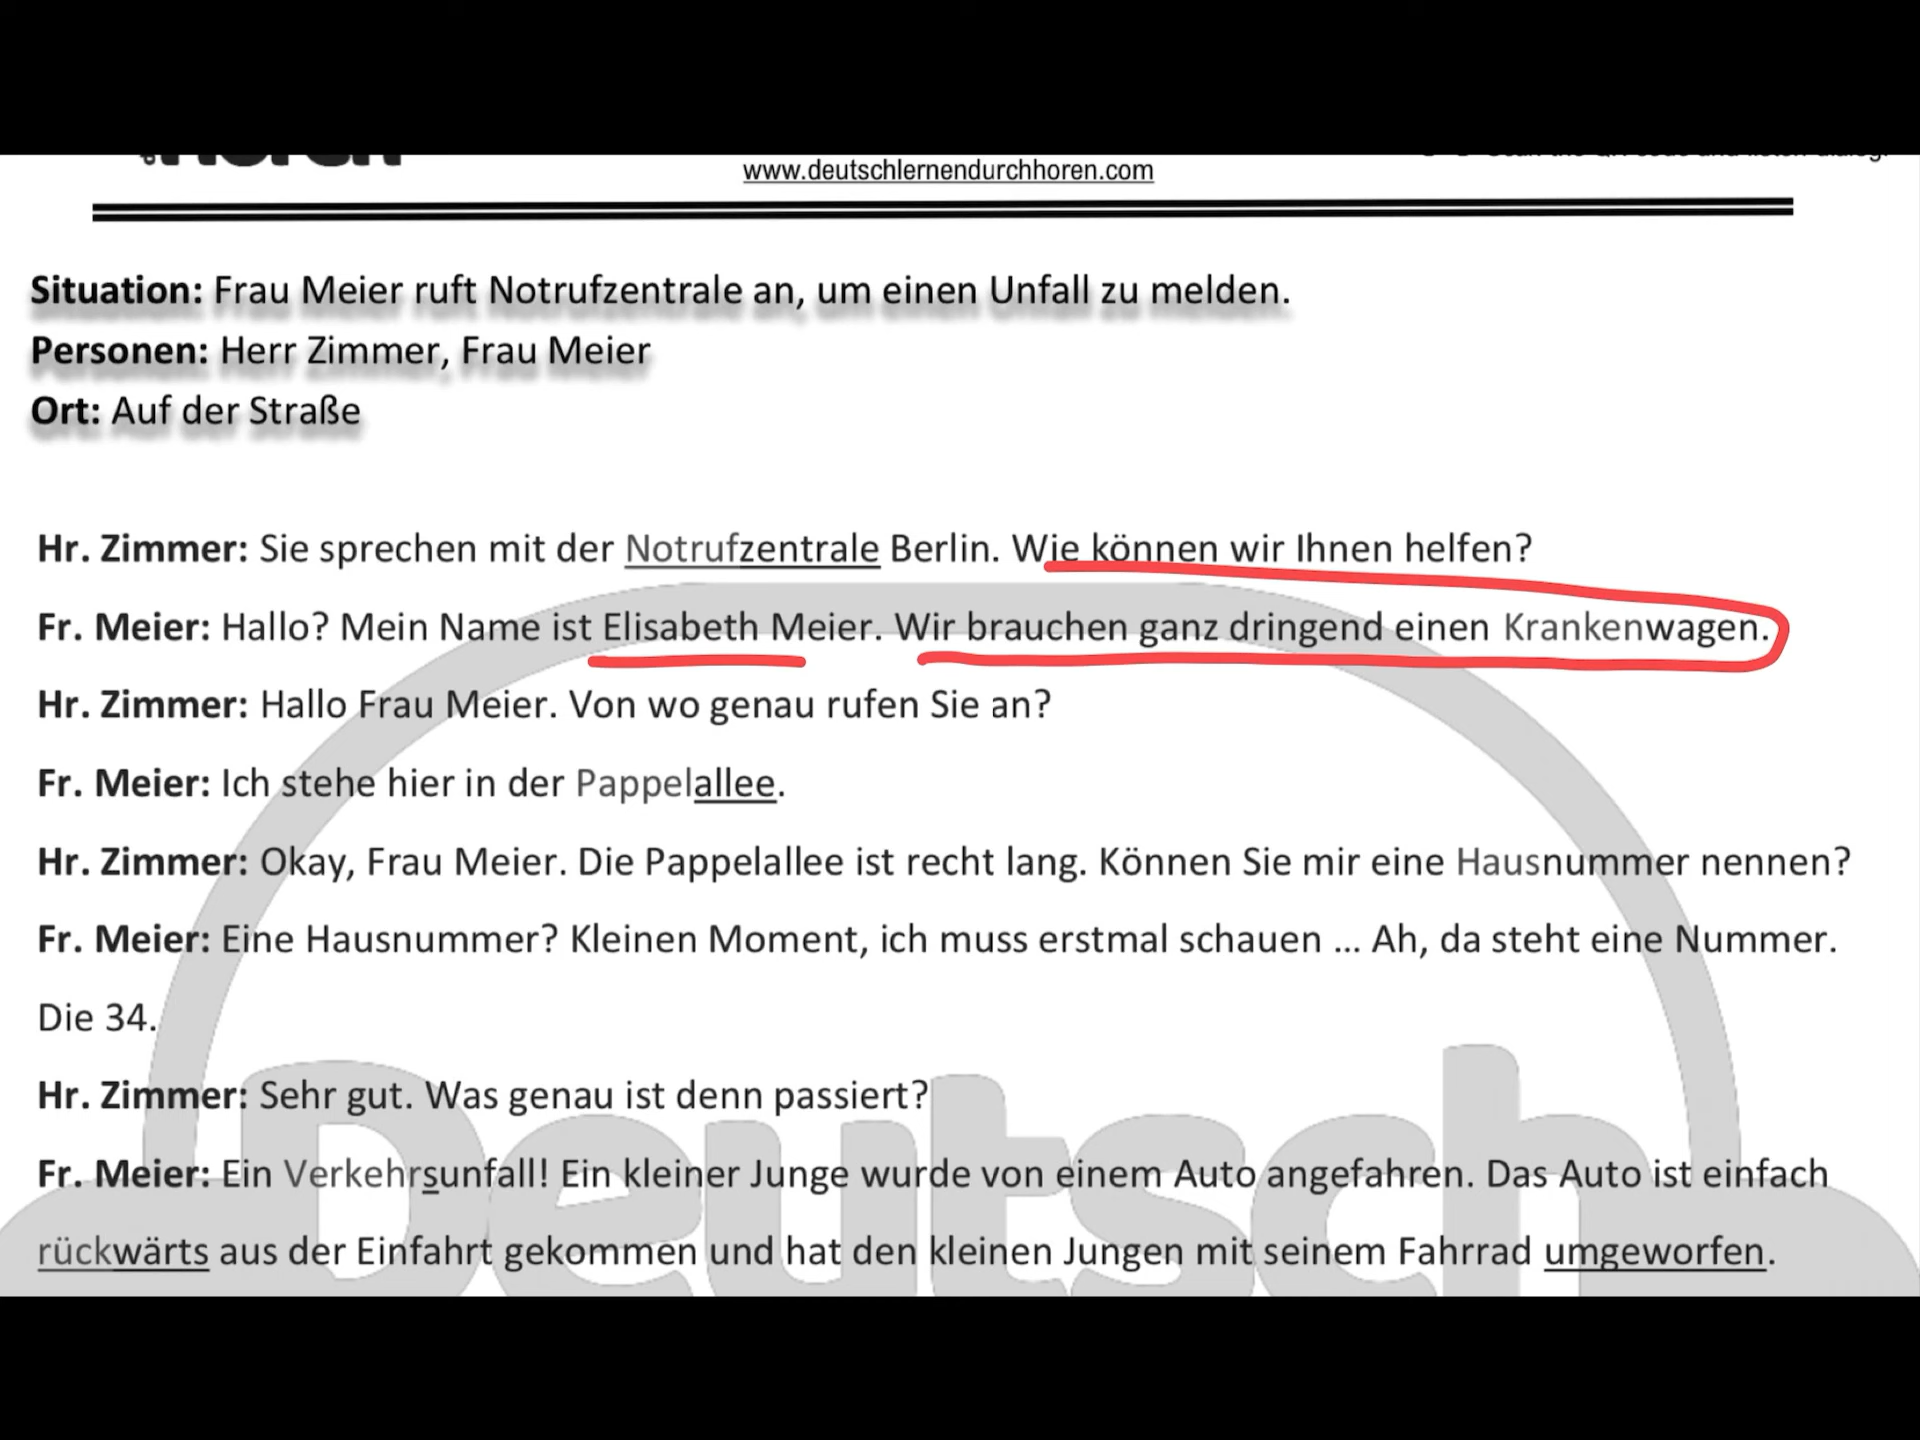 www.deutschlernendurchhoren.com
Situation: Frau Meier ruft Notrufzentrale an, um einen Unfall zu melden.
Personen: Herr Zimmer, Frau Meier
Ort: Auf der Straße
Hr. Zimmer: Sie sprechen mit der Notrufzentrale Berlin. Wie können wir Ihnen helfen?
Fr. Meier: Hallo? Mein Name ist Elisabeth Meier. Wir brauchen ganz dringend einen Krankenwagen.
Hr. Zimmer: Hallo Frau Meier. Von wo genau rufen Sie an?
Fr. Meier: Ich stehe hier in der Pappelallee.
Hr. Zimmer: Okay, Frau Meier. Die Pappelallee ist recht lang. Können Sie mir eine Hausnummer nennen?
Fr. Meier: Eine Hausnummer? Kleinen Moment, ich muss erstmal schauen ... Ah, da steht eine Nummer.
Die 34.
Hr. Zimmer: Sehr gut. Was genau ist denn passiert?
Fr. Meier: Ein Verkehrsunfall! Ein kleiner Junge wurde von einem Auto angefahren. Das Auto ist einfach
rückwärts aus der Einfahrt gekommen und hat den kleinen Jungen mit seinem Fahrrad umgeworfen.
Deutsch